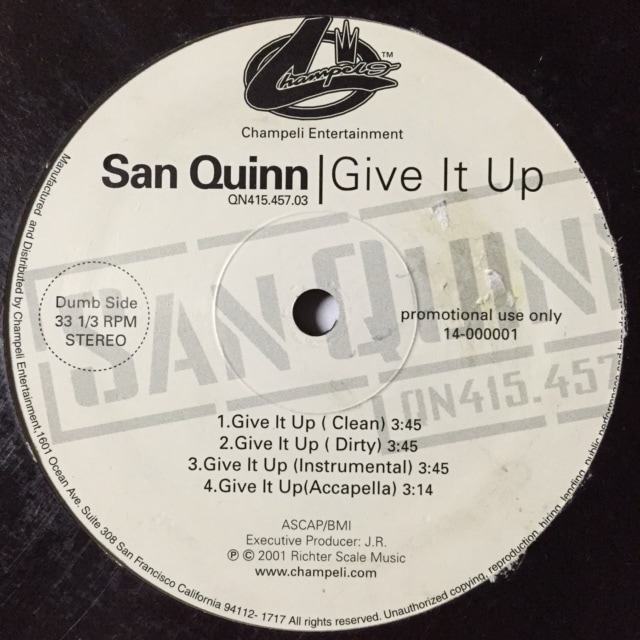 Champeli
TM
Champeli Entertainment
San Quinn | Give It Up
QN415.457.03
SAN QUINN
Dumb Side
33 1/3 RPM
STEREO
promotional use only
14-000001
QN415.457
1.Give It Up ( Clean) 3:45
2.Give It Up ( Dirty) 3:45
3.Give It Up (Instrumental) 3:45
4.Give It Up(Accapella) 3:14
ASCAP/BMI
Executive Producer: J.R.
Ⓟ © 2001 Richter Scale Music
www.champeli.com
Manufactured and Distributed by Champeli Entertainment,1601 Ocean Ave. Suite 308 San Francisco California 94112- 1717 All rights reserved. Unauthorized copying, reproduction, hiring, lending, public performances